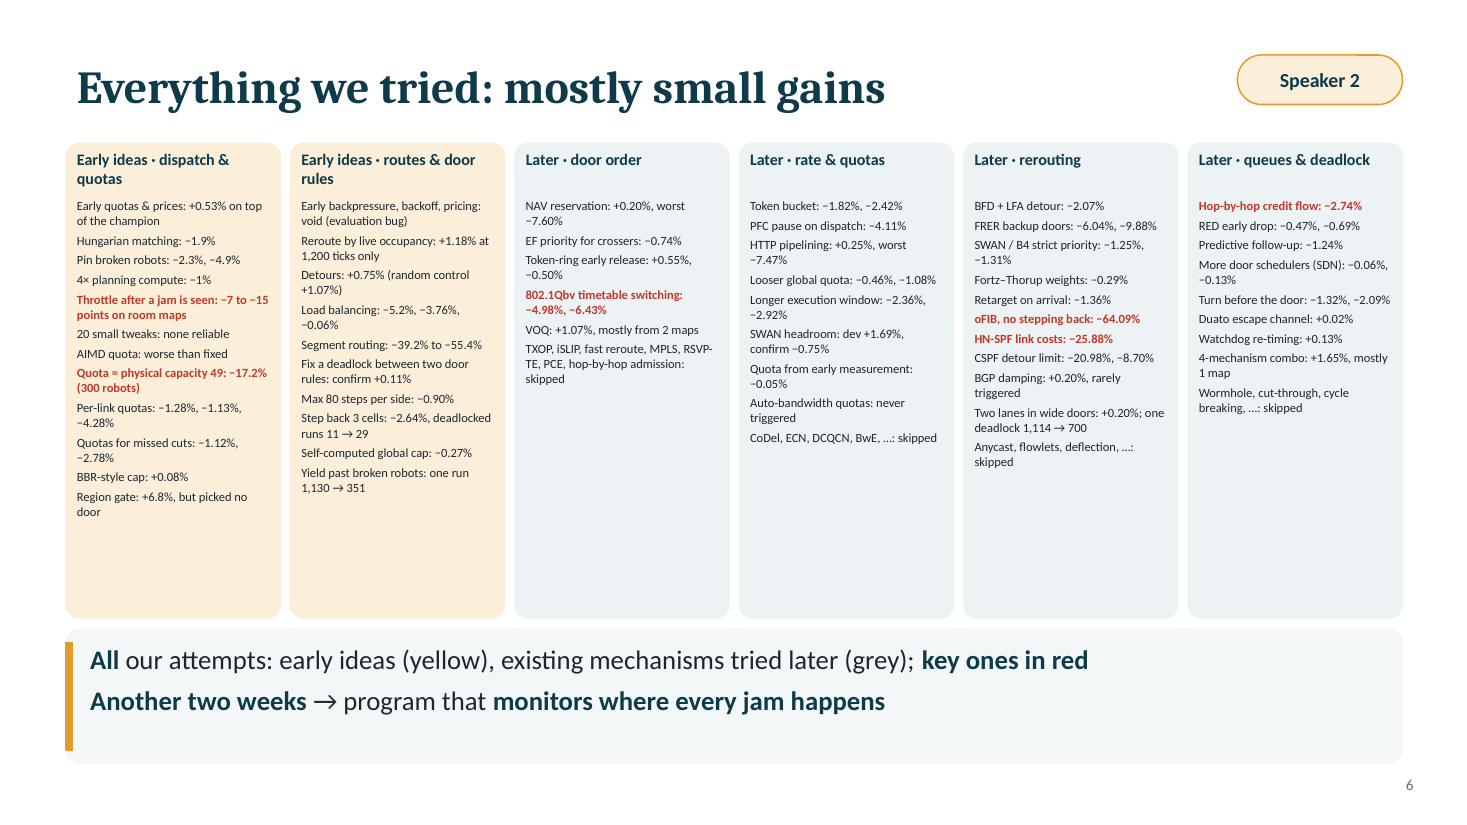 Everything we tried: mostly small gains
Speaker 2
Early ideas · dispatch &
quotas
Early quotas & prices: +0.53% on top
of the champion
Hungarian matching: −1.9%
Pin broken robots: −2.3%, −4.9%
4× planning compute: −1%
Throttle after a jam is seen: −7 to −15
points on room maps
20 small tweaks: none reliable
AIMD quota: worse than fixed
Quota = physical capacity 49: −17.2%
(300 robots)
Per-link quotas: −1.28%, −1.13%,
−4.28%
Quotas for missed cuts: −1.12%,
−2.78%
BBR-style cap: +0.08%
Region gate: +6.8%, but picked no
door
Early ideas · routes & door
rules
Early backpressure, backoff, pricing:
void (evaluation bug)
Reroute by live occupancy: +1.18% at
1,200 ticks only
Detours: +0.75% (random control
+1.07%)
Load balancing: −5.2%, −3.76%,
−0.06%
Segment routing: −39.2% to −55.4%
Fix a deadlock between two door
rules: confirm +0.11%
Max 80 steps per side: −0.90%
Step back 3 cells: −2.64%, deadlocked
runs 11 → 29
Self-computed global cap: −0.27%
Yield past broken robots: one run
1,130 → 351
Later · door order
NAV reservation: +0.20%, worst
−7.60%
EF priority for crossers: −0.74%
Token-ring early release: +0.55%,
−0.50%
802.1Qbv timetable switching:
−4.98%, −6.43%
VOQ: +1.07%, mostly from 2 maps
TXOP, iSLIP, fast reroute, MPLS, RSVP-
TE, PCE, hop-by-hop admission:
skipped
Later · rate & quotas
Token bucket: −1.82%, −2.42%
PFC pause on dispatch: −4.11%
HTTP pipelining: +0.25%, worst
−7.47%
Looser global quota: −0.46%, −1.08%
Longer execution window: −2.36%,
−2.92%
SWAN headroom: dev +1.69%,
confirm −0.75%
Quota from early measurement:
−0.05%
Auto-bandwidth quotas: never
triggered
CoDel, ECN, DCQCN, BwE, …: skipped
Later · rerouting
BFD + LFA detour: −2.07%
FRER backup doors: −6.04%, −9.88%
SWAN / B4 strict priority: −1.25%,
−1.31%
Fortz–Thorup weights: −0.29%
Retarget on arrival: −1.36%
oFIB, no stepping back: −64.09%
HN-SPF link costs: −25.88%
CSPF detour limit: −20.98%, −8.70%
BGP damping: +0.20%, rarely
triggered
Two lanes in wide doors: +0.20%; one
deadlock 1,114 → 700
Anycast, flowlets, deflection, …:
skipped
Later · queues & deadlock
Hop-by-hop credit flow: −2.74%
RED early drop: −0.47%, −0.69%
Predictive follow-up: −1.24%
More door schedulers (SDN): −0.06%,
−0.13%
Turn before the door: −1.32%, −2.09%
Duato escape channel: +0.02%
Watchdog re-timing: +0.13%
4-mechanism combo: +1.65%, mostly
1 map
Wormhole, cut-through, cycle
breaking, …: skipped
All our attempts: early ideas (yellow), existing mechanisms tried later (grey); key ones in red
Another two weeks → program that monitors where every jam happens
6